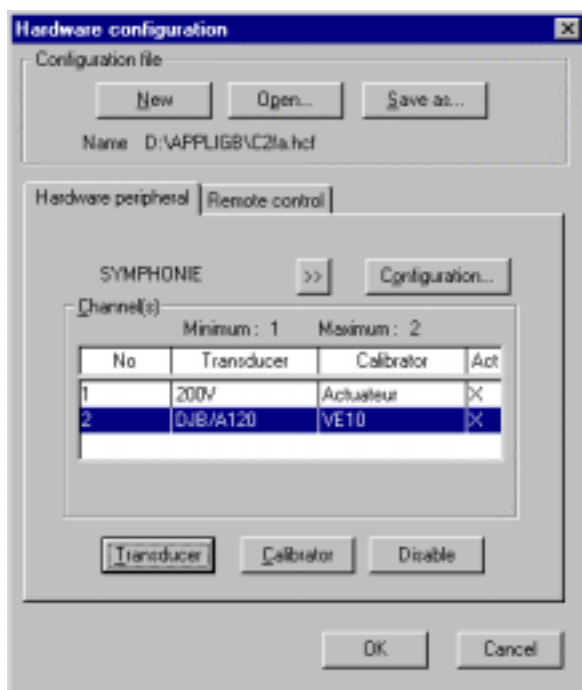 Hardware configuration
Configuration file
New Open... Save as...
Name D:\APPLIGB\C2fa.hcf
Hardware peripheral Remote control
SYMPHONIE >> Configuration...
Channel(s)
Minimum : 1 Maximum : 2
No Transducer Calibrator Act
1 200V Actuateur X
2 DJB/A120 VE10 X
Transducer Calibrator Disable
OK Cancel